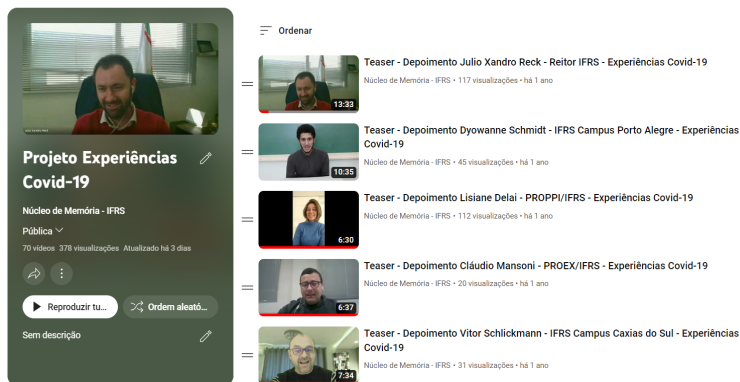 Projeto Experiências
Covid-19
Núcleo de Memória - IFRS
Pública
70 vídeos 378 visualizações Atualizado há 3 dias
Reproduzir tu...
Ordem aleató...
Sem descrição
Ordenar
13:33
Teaser - Depoimento Julio Xandro Reck - Reitor IFRS - Experiências Covid-19
Núcleo de Memória - IFRS • 117 visualizações • há 1 ano
10:35
Teaser - Depoimento Dyowanne Schmidt - IFRS Campus Porto Alegre - Experiências
Covid-19
Núcleo de Memória - IFRS • 45 visualizações • há 1 ano
6:30
Teaser - Depoimento Lisiane Delai - PROPPI/IFRS - Experiências Covid-19
Núcleo de Memória - IFRS • 112 visualizações • há 1 ano
6:37
Teaser - Depoimento Cláudio Mansoni - PROEX/IFRS - Experiências Covid-19
Núcleo de Memória - IFRS • 20 visualizações • há 1 ano
7:34
Teaser - Depoimento Vitor Schlickmann - IFRS Campus Caxias do Sul - Experiências
Covid-19
Núcleo de Memória - IFRS • 31 visualizações • há 1 ano